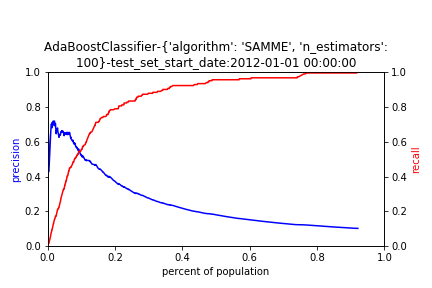 AdaBoostClassifier-{'algorithm': 'SAMME', 'n_estimators':
100}-test_set_start_date:2012-01-01 00:00:00
1.0
0.8
0.6
0.4
0.2
0.0
precision
1.0
0.8
0.6
0.4
0.2
0.0
recall
0.0 0.2 0.4 0.6 0.8 1.0
percent of population